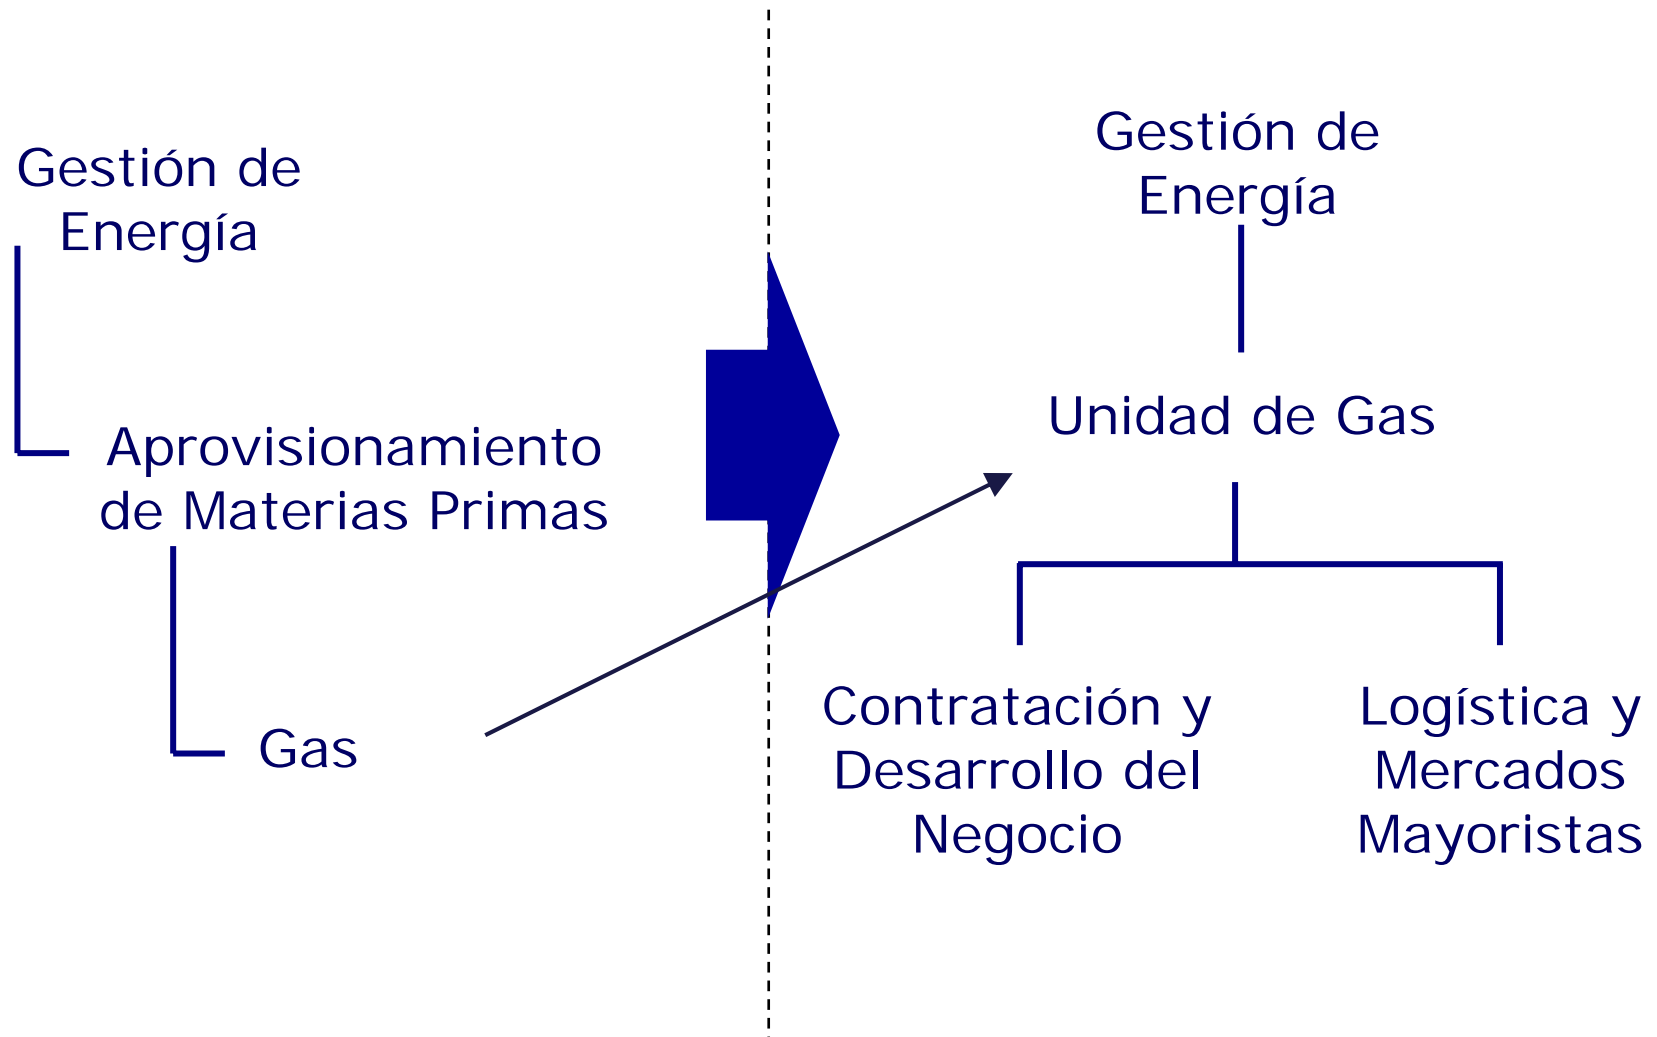 Gestión de
Energía
Aprovisionamiento
de Materias Primas
Gas
Gestión de
Energía
Unidad de Gas
Contratación y
Desarrollo del
Negocio
Logística y
Mercados
Mayoristas